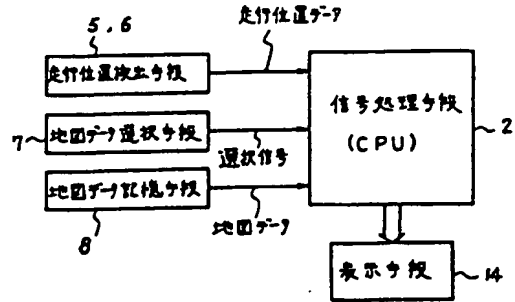 5,6
走行位置データ
走行位置検出手段
7
地図データ選択手段
選択信号
地図データ記憶手段
8
地図データ
信号処理手段
(CPU)
2
表示手段
14